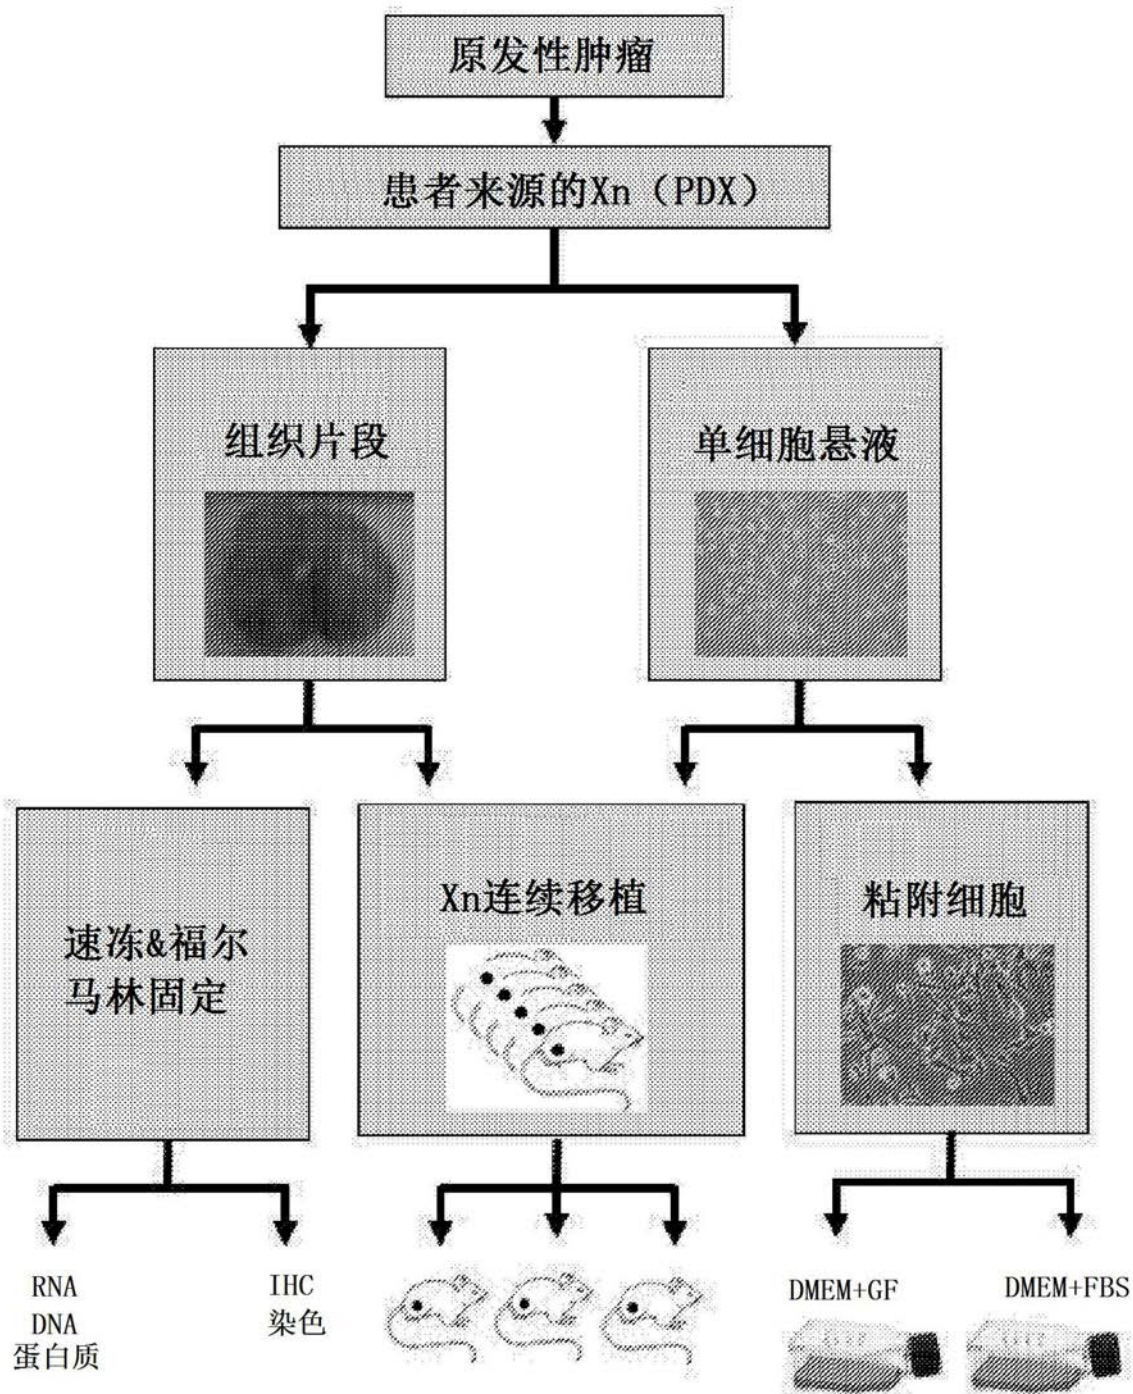 原发性肿瘤
患者来源的Xn（PDX）
组织片段
单细胞悬液
速冻&福尔
马林固定
Xn连续移植
粘附细胞
RNA
DNA
蛋白质
IHC
染色
DMEM+GF
DMEM+FBS